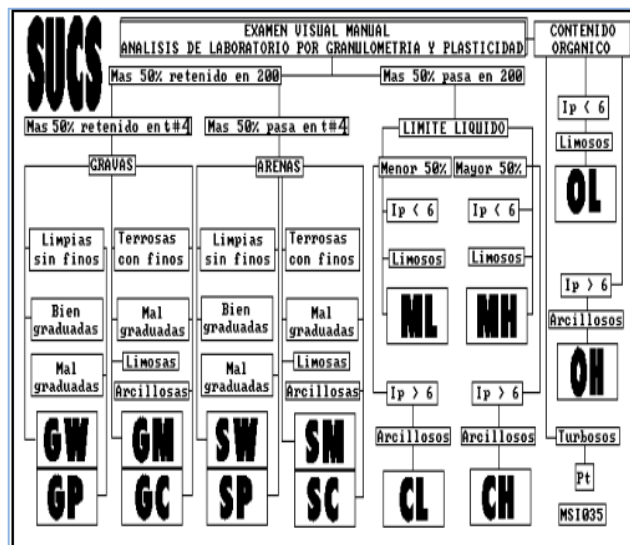 SUCS
EXAMEN VISUAL MANUAL
ANALISIS DE LABORATORIO POR GRANULOMETRIA Y PLASTICIDAD
CONTENIDO
ORGANICO
Mas 50% retenido en 200
Mas 50% pasa en 200
Mas 50% retenido en t#4
Mas 50% pasa en t#4
LIMITE LIQUIDO
GRAVAS
ARENAS
Menor 50%
Mayor 50%
Limpias
sin finos
Terrosas
con finos
Limpias
sin finos
Terrosas
con finos
Bien
graduadas
Mal
graduadas
Bien
graduadas
Mal
graduadas
Mal
graduadas
Limosas
Arcillosas
Mal
graduadas
Limosas
Arcillosas
GW
GP
GM
GC
SW
SP
SM
SC
Ip < 6
Limosos
ML
Ip > 6
Arcillosos
CL
Ip < 6
Limosos
MH
Ip > 6
Arcillosos
CH
Ip < 6
Limosos
OL
Ip > 6
Arcillosos
OH
Turbosos
Pt
MSI035